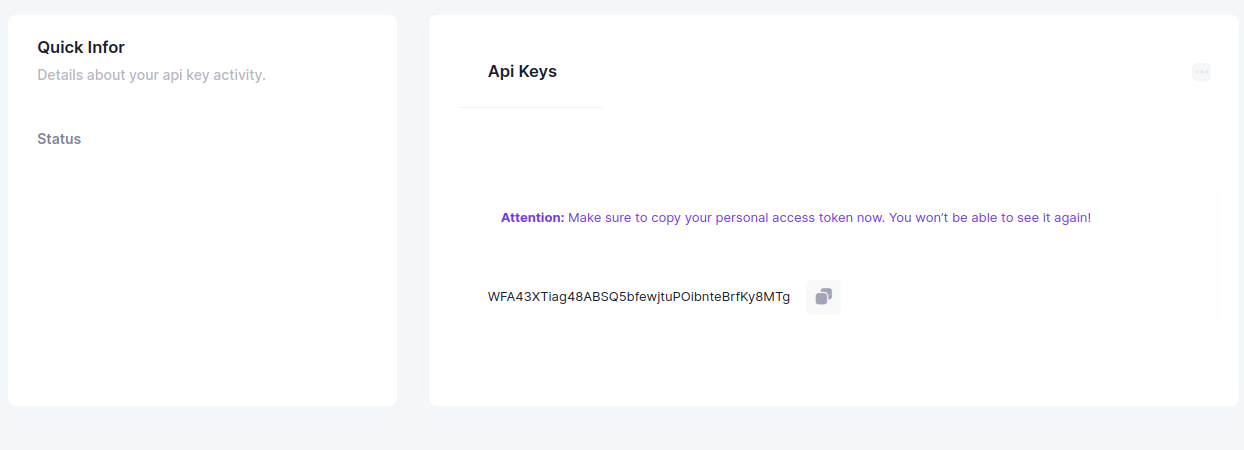 Quick Infor
Details about your api key activity.
Status
Api Keys
Attention: Make sure to copy your personal access token now. You won’t be able to see it again!
WFA43XTiag48ABSQ5bfewjtuPOibnteBrfKy8MTg